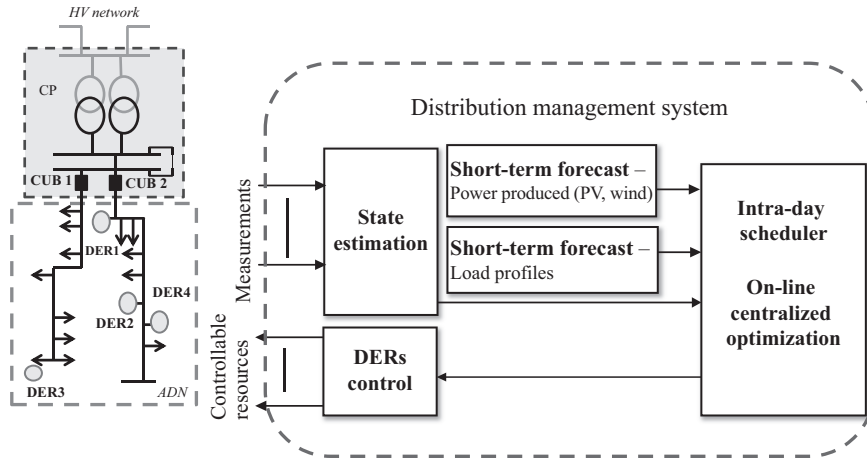 HV network
CP
CUB 1
CUB 2
DER1
DER4
DER2
DER3
ADN
Distribution management system
Measurements
Controllable
resources
State
estimation
DERs
control
Short-term forecast –
Power produced (PV, wind)
Short-term forecast –
Load profiles
Intra-day
scheduler
On-line
centralized
optimization